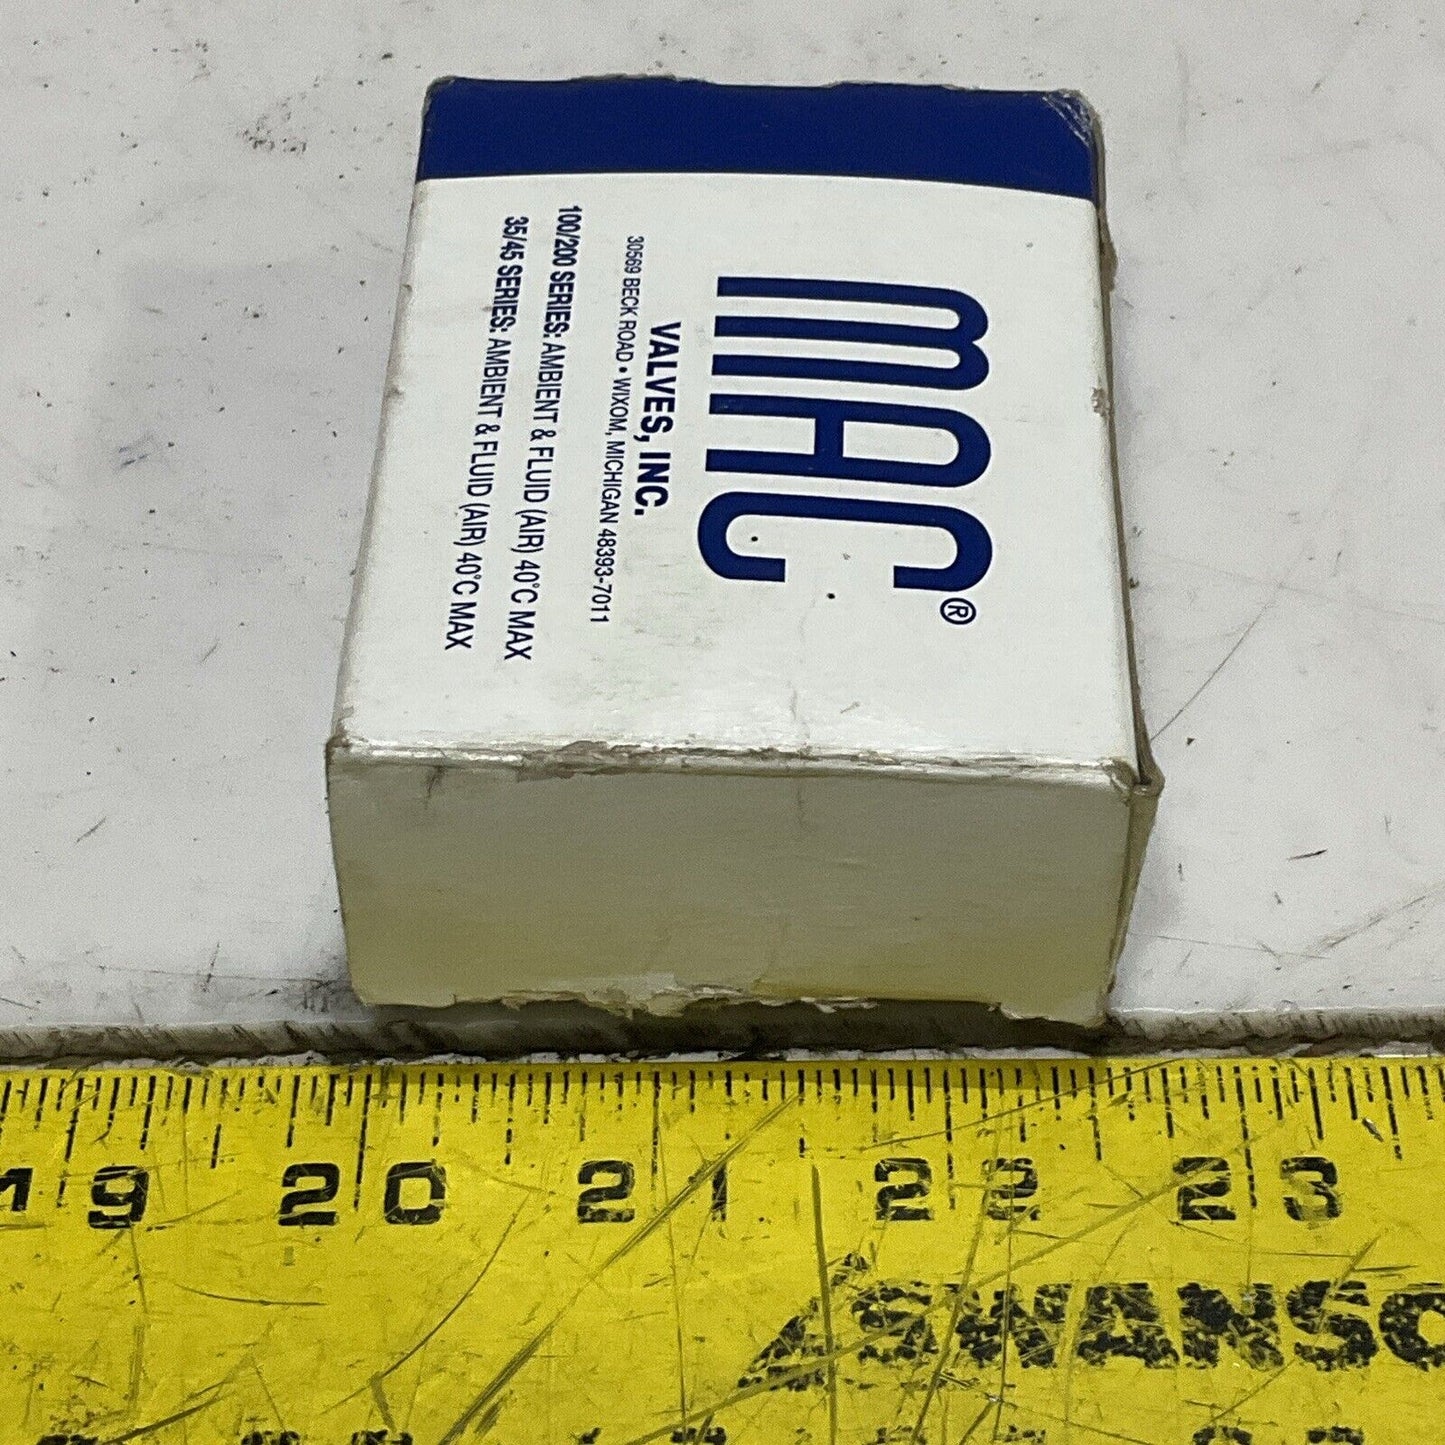 MAC®
VALVES, INC.
30569 BECK ROAD • WIXOM, MICHIGAN 48393-7011
100/200 SERIES: AMBIENT & FLUID (AIR) 40°C MAX
35/45 SERIES: AMBIENT & FLUID (AIR) 40°C MAX
19 20 21 22 23
SWANSO